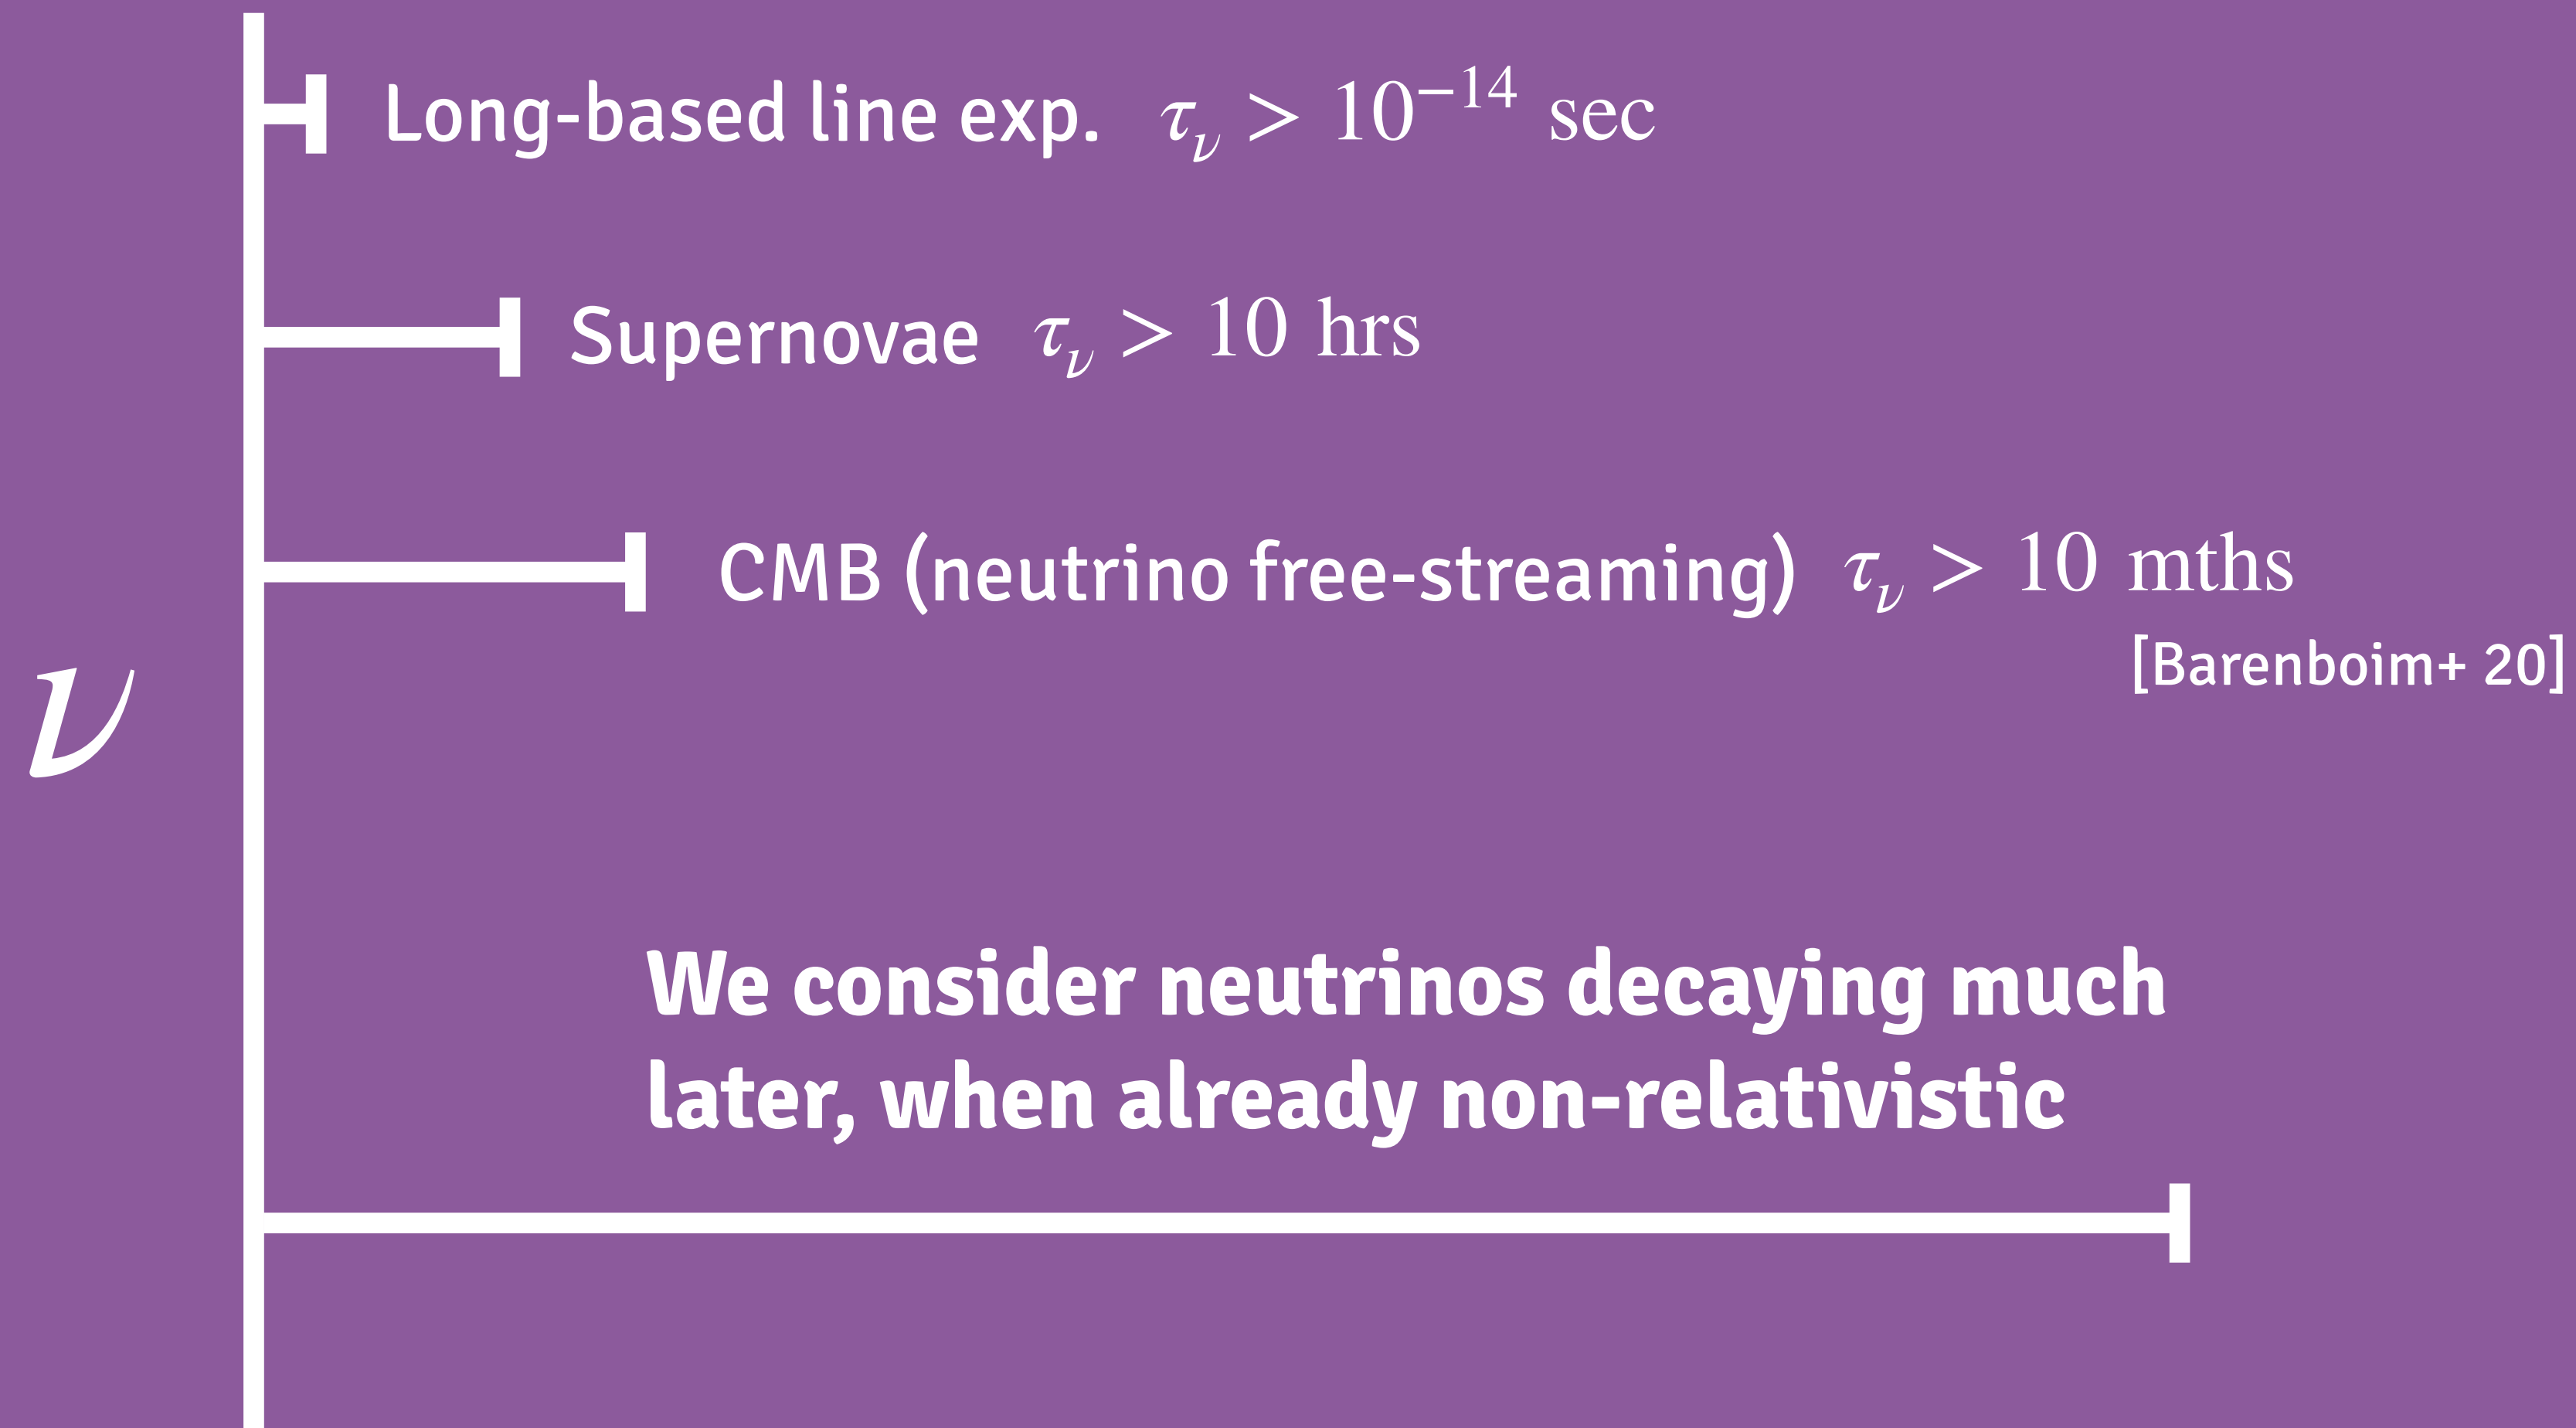 Long-based line exp. τ_ν > 10^−14 sec
Supernovae τ_ν > 10 hrs
CMB (neutrino free-streaming) τ_ν > 10 mths
[Barenboim+ 20]
ν
We consider neutrinos decaying much
later, when already non-relativistic